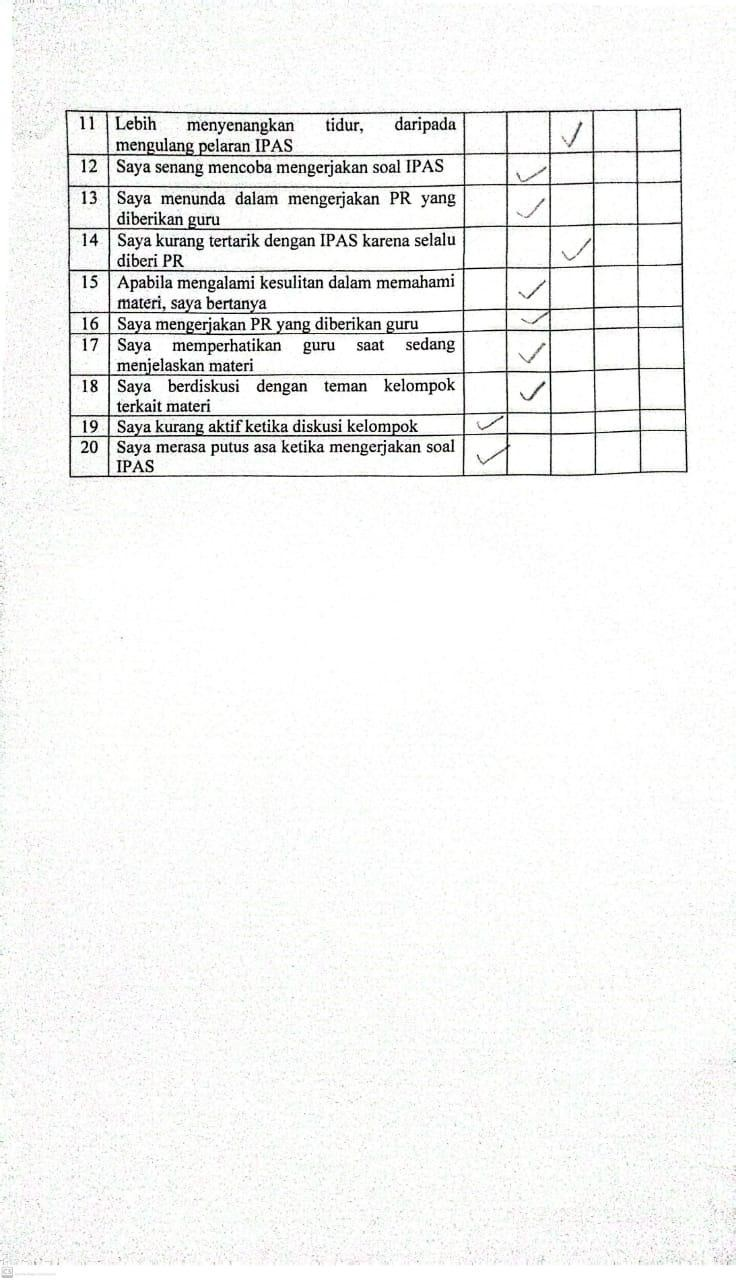 11 Lebih menyenangkan tidur, daripada
mengulang pelaran IPAS
12 Saya senang mencoba mengerjakan soal IPAS
13 Saya menunda dalam mengerjakan PR yang
diberikan guru
14 Saya kurang tertarik dengan IPAS karena selalu
diberi PR
15 Apabila mengalami kesulitan dalam memahami
materi, saya bertanya
16 Saya mengerjakan PR yang diberikan guru
17 Saya memperhatikan guru saat sedang
menjelaskan materi
18 Saya berdiskusi dengan teman kelompok
terkait materi
19 Saya kurang aktif ketika diskusi kelompok
20 Saya merasa putus asa ketika mengerjakan soal
IPAS
CS